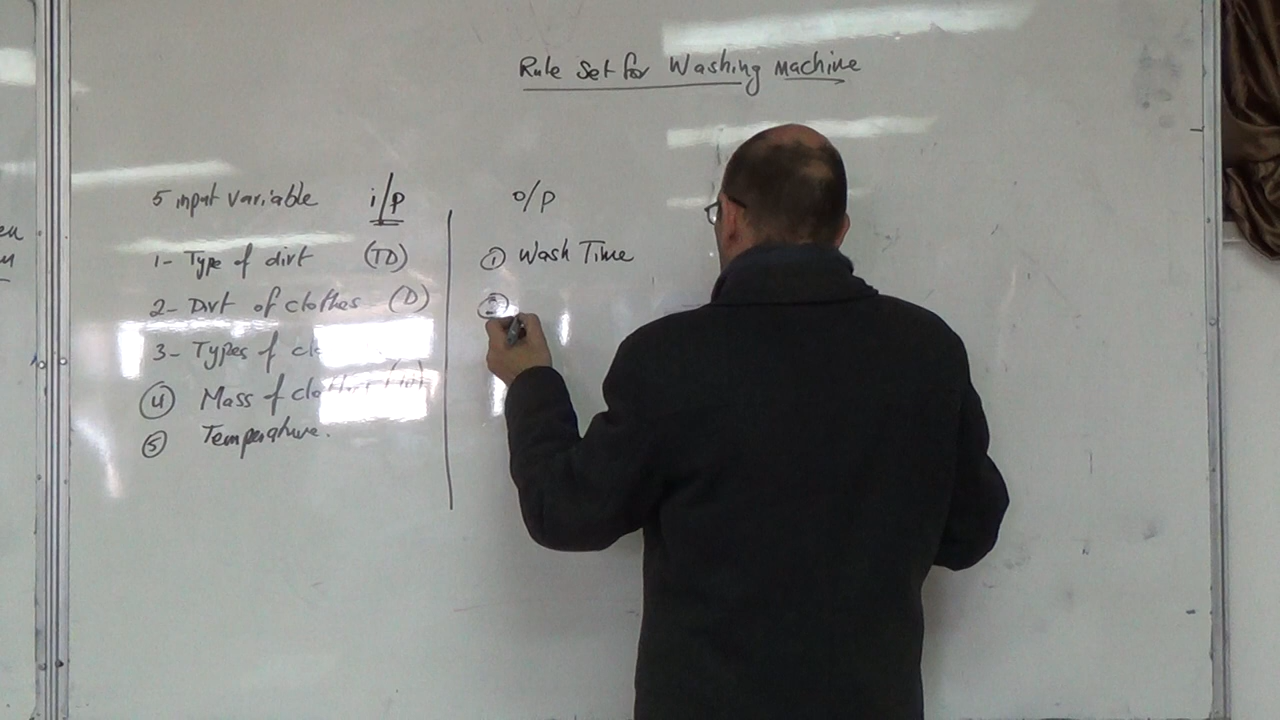 Rule Set for Washing Machine
5 input variable i/p
1- Type of dirt (TD)
2- Dirt of clothes (D)
3- Types of
4 Mass of
5 Temperature.
o/p
1 Wash Time
2